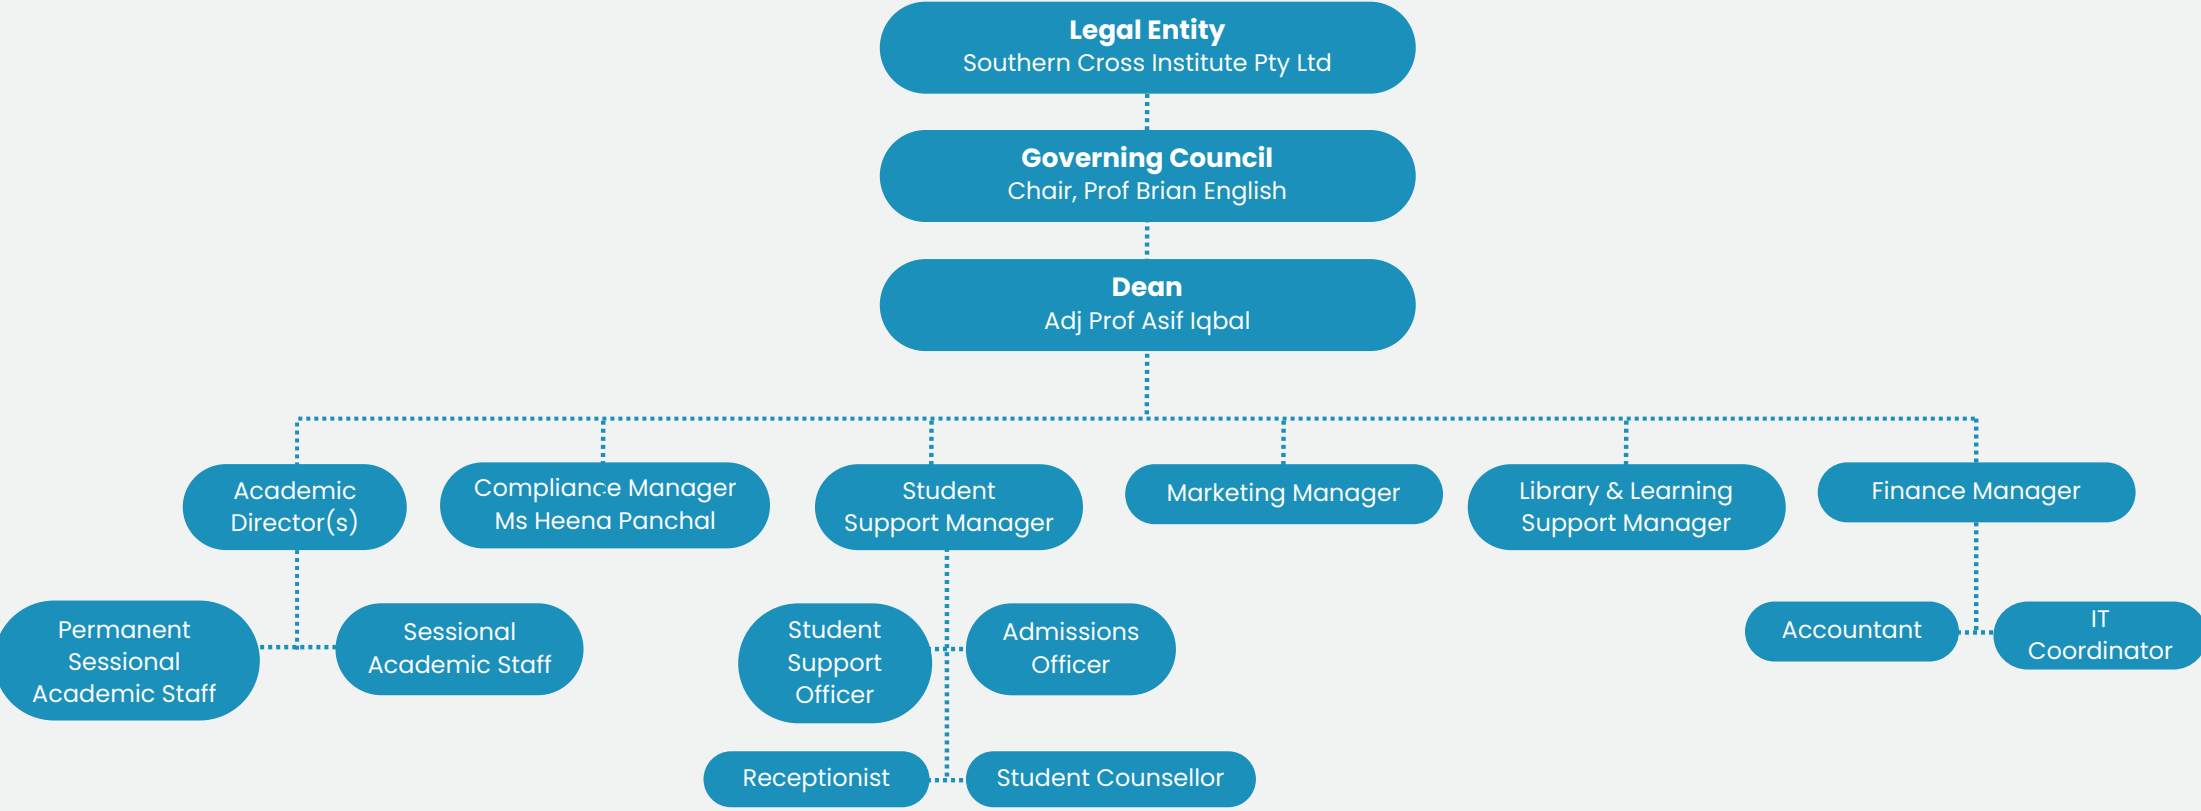 Legal Entity
Southern Cross Institute Pty Ltd
Governing Council
Chair, Prof Brian English
Dean
Adj Prof Asif Iqbal
Academic
Director(s)
Compliance Manager
Ms Heena Panchal
Student
Support Manager
Marketing Manager
Library & Learning
Support Manager
Finance Manager
Permanent
Sessional
Academic Staff
Sessional
Academic Staff
Student
Support
Officer
Admissions
Officer
Accountant
IT
Coordinator
Receptionist
Student Counsellor